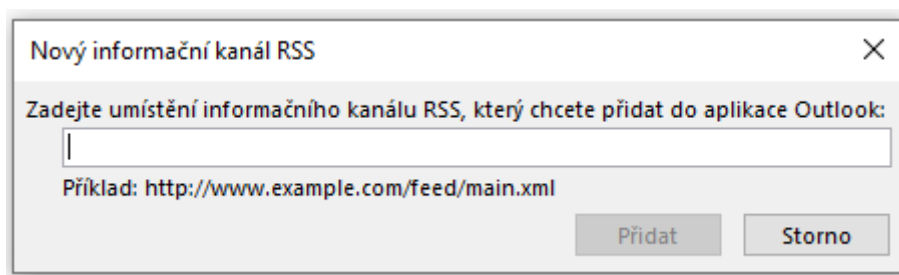 Nový informační kanál RSS
Zadejte umístění informačního kanálu RSS, který chcete přidat do aplikace Outlook:
Příklad: http://www.example.com/feed/main.xml
Přidat Storno